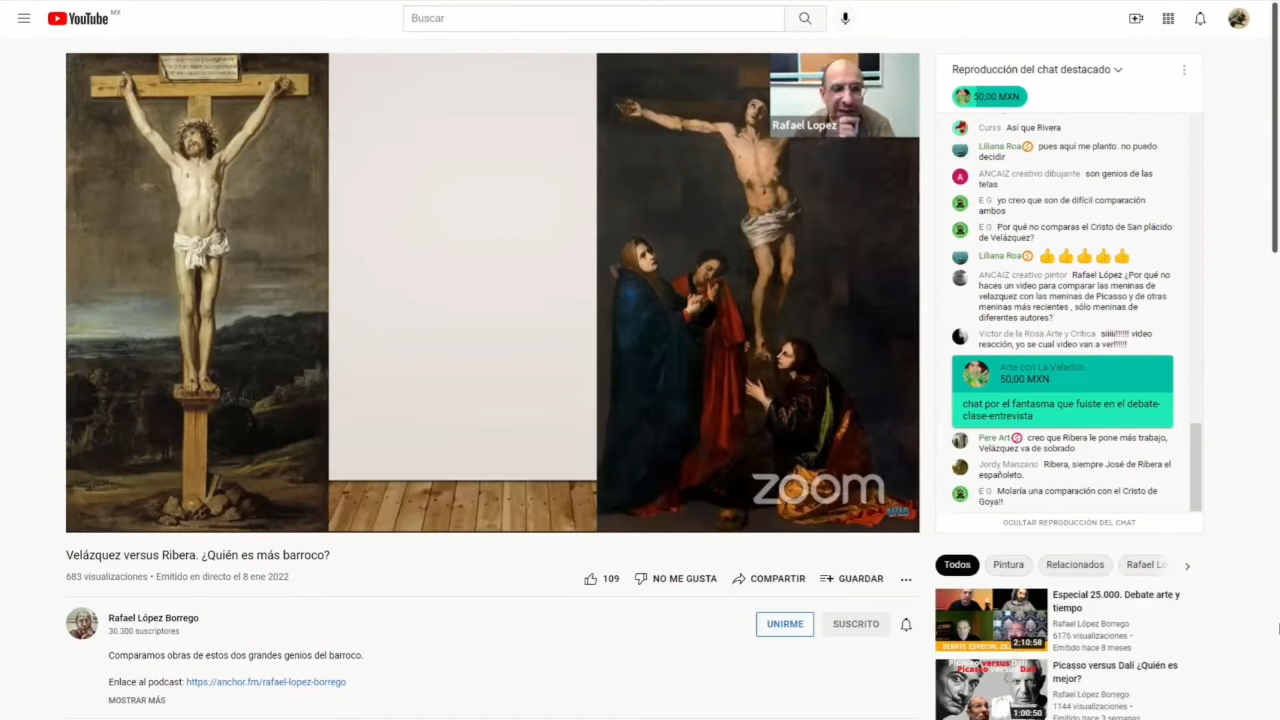 YouTube MX
Buscar
Rafael Lopez
zoom
Reproducción del chat destacado
50,00 MXN
Curxs Así que Rivera
Liliana Roa pues aquí me planto. no puedo
decidir
ANCAIZ creativo dibujante son genios de las
telas
E G yo creo que son de difícil comparación
ambos
E G Por qué no comparas el Cristo de San plácido
de Velázquez?
Liliana Roa 👍👍👍👍👍
ANCAIZ creativo pintor Rafael López ¿Por qué no
haces un video para comparar las meninas de
velazquez con las meninas de Picasso y de otras
meninas más recientes , sólo meninas de
diferentes autores?
Victor de la Rosa Arte y Crítica siiiii!!!!!! video
reacción, yo se cual video van a ver!!!!!!
Arte con La Valadón
50,00 MXN
chat por el fantasma que fuiste en el debate-
clase-entrevista
Pere Art creo que Ribera le pone más trabajo,
Velázquez va de sobrado
Jordy Manzano Ribera, siempre José de Ribera el
españoleto.
E G Molaría una comparación con el Cristo de
Goya!!
OCULTAR REPRODUCCIÓN DEL CHAT
Velázquez versus Ribera. ¿Quién es más barroco?
683 visualizaciones • Emitido en directo el 8 ene 2022
109 NO ME GUSTA COMPARTIR GUARDAR
Rafael López Borrego
30.300 suscriptores
UNIRME SUSCRITO
Comparamos obras de estos dos grandes genios del barroco.
Enlace al podcast: https://anchor.fm/rafael-lopez-borrego
MOSTRAR MÁS
Todos Pintura Relacionados Rafael Ló
Especial 25.000. Debate arte y
tiempo
Rafael López Borrego
6176 visualizaciones •
Emitido hace 8 meses
DEBATE ESPECIAL 25
2:10:58
Picasso versus Dalí ¿Quién es
mejor?
Rafael López Borrego
1144 visualizaciones •
Emitido hace 3 semanas
Picasso versus Dalí
1:00:50